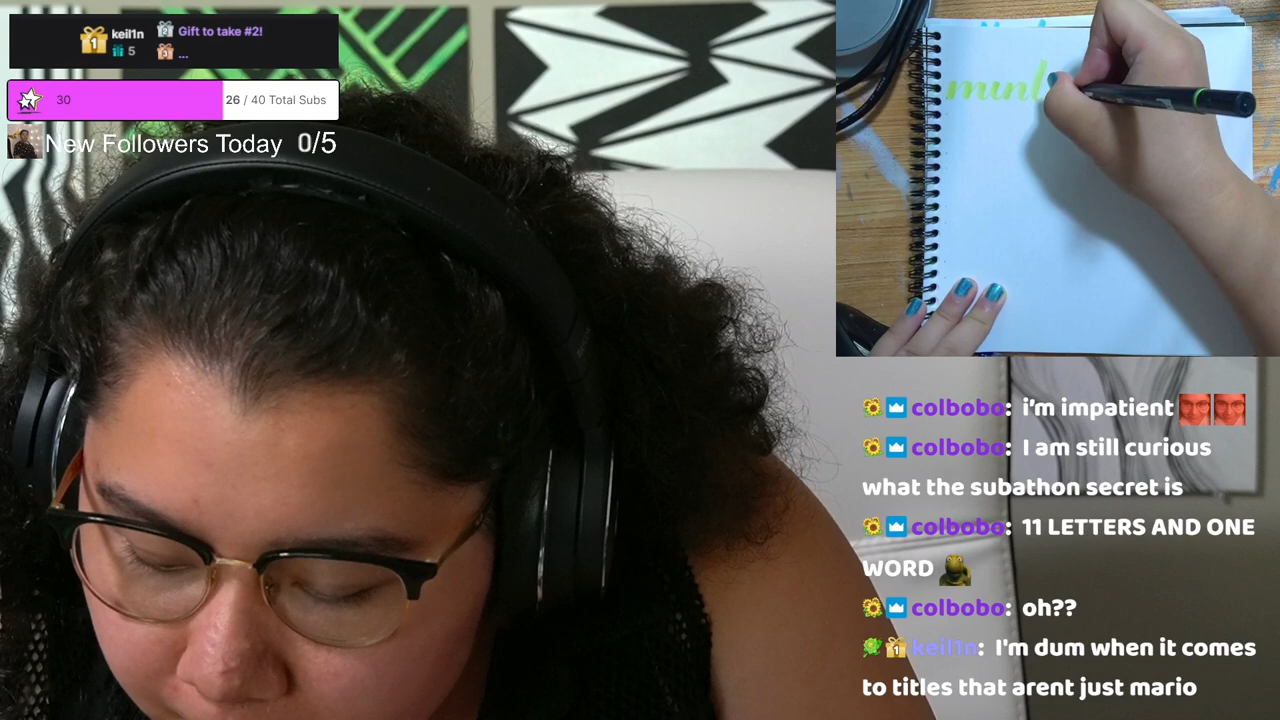 keil1n
5
Gift to take #2!
...
30
26 / 40 Total Subs
New Followers Today 0/5
colbobo: i'm impatient
colbobo: I am still curious
what the subathon secret is
colbobo: 11 LETTERS AND ONE
WORD
colbobo: oh??
keil1n: I'm dum when it comes
to titles that arent just mario